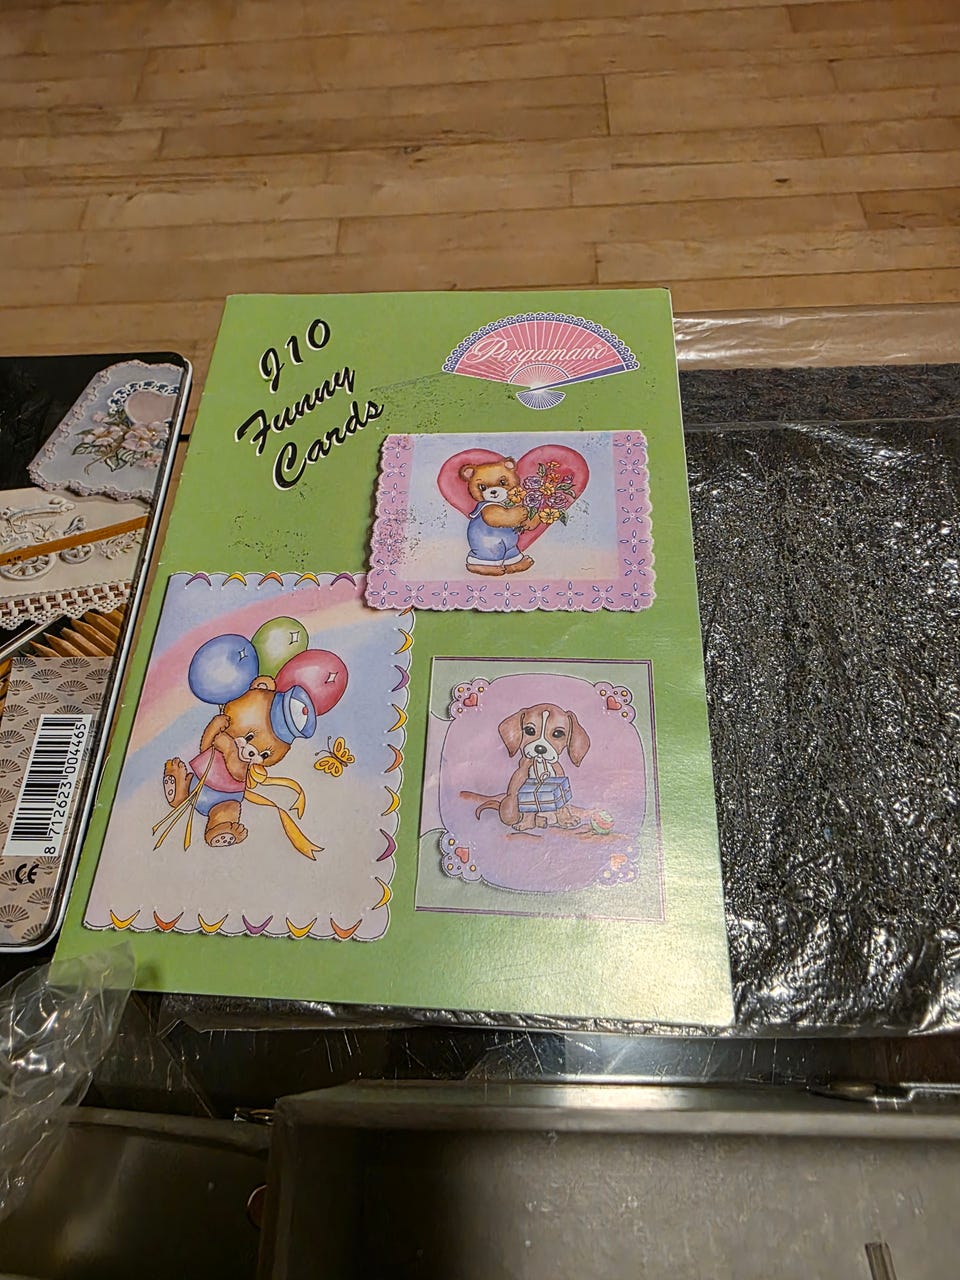 J10
Funny
Cards
Pergamano®
8 712623 004465
CE